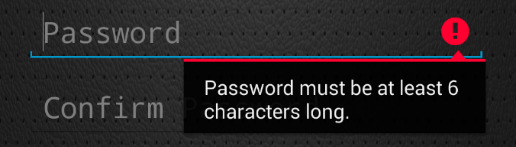 Password
Password must be at least 6
characters long.
Confirm